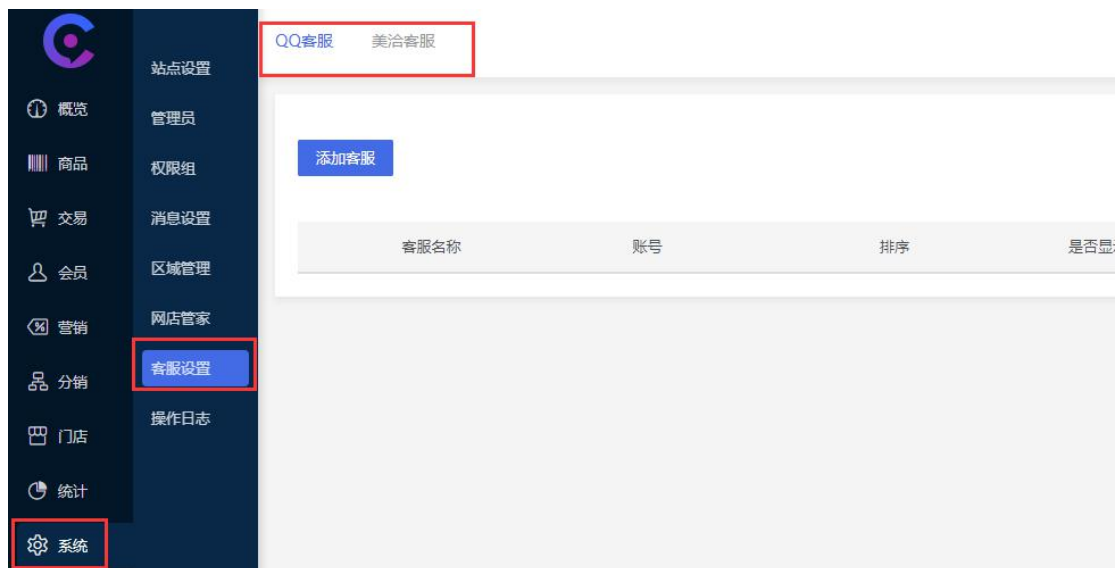 概览
商品
交易
会员
营销
分销
门店
统计
系统
站点设置
管理员
权限组
消息设置
区域管理
网店管家
客服设置
操作日志
QQ客服 美洽客服
添加客服
客服名称 账号 排序 是否显